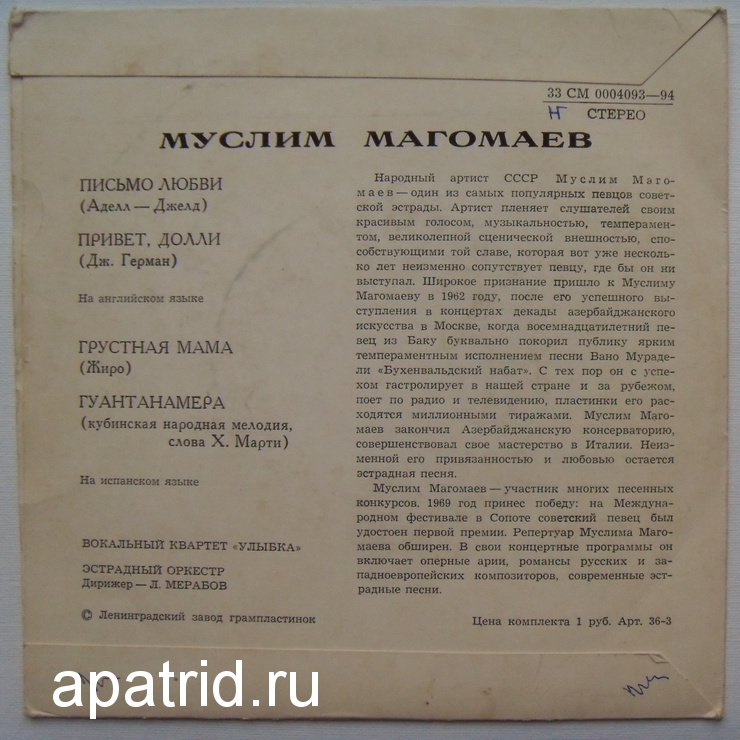 33 СМ 0004093—94
СТЕРЕО
МУСЛИМ МАГОМАЕВ
ПИСЬМО ЛЮБВИ
(Аделл — Джелд)
ПРИВЕТ, ДОЛЛИ
(Дж. Герман)
На английском языке
ГРУСТНАЯ МАМА
(Жиро)
ГУАНТАНАМЕРА
(кубинская народная мелодия,
слова Х. Марти)
На испанском языке
ВОКАЛЬНЫЙ КВАРТЕТ «УЛЫБКА»
ЭСТРАДНЫЙ ОРКЕСТР
Дирижер — Л. МЕРАБОВ
© Ленинградский завод грампластинок
Народный артист СССР Муслим Маго-
маев — один из самых популярных певцов совет-
ской эстрады. Артист пленяет слушателей своим
красивым голосом, музыкальностью, темперамен-
том, великолепной сценической внешностью, спо-
собствующими той славе, которая вот уже несколь-
ко лет неизменно сопутствует певцу, где бы он ни
выступал. Широкое признание пришло к Муслиму
Магомаеву в 1962 году, после его успешного вы-
ступления в концертах декады азербайджанского
искусства в Москве, когда восемнадцатилетний пе-
вец из Баку буквально покорил публику ярким
темпераментным исполнением песни Вано Мураде-
ли «Бухенвальдский набат». С тех пор он с успе-
хом гастролирует в нашей стране и за рубежом,
поет по радио и телевидению, пластинки его рас-
ходятся миллионными тиражами. Муслим Маго-
маев закончил Азербайджанскую консерваторию,
совершенствовал свое мастерство в Италии. Неиз-
менной его привязанностью и любовью остается
эстрадная песня.
Муслим Магомаев — участник многих песенных
конкурсов. 1969 год принес победу: на Междуна-
родном фестивале в Сопоте советский певец был
удостоен первой премии. Репертуар Муслима Маго-
маева обширен. В свои концертные программы он
включает оперные арии, романсы русских и за-
падноевропейских композиторов, современные эст-
радные песни.
Цена комплекта 1 руб. Арт. 36-3
apatrid.ru